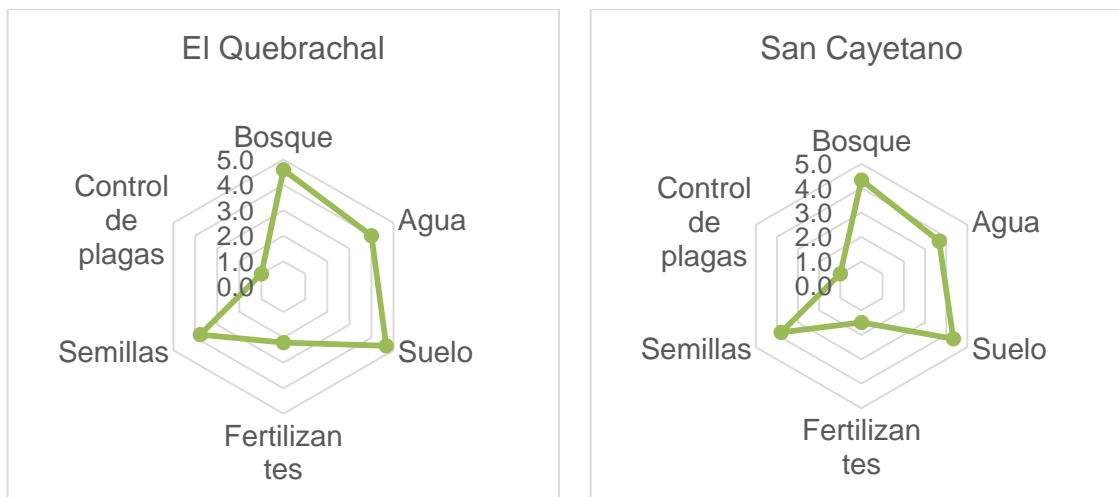 El Quebrachal
Bosque
5.0
4.0
3.0
2.0
1.0
0.0
Control
de
plagas
Agua
Semillas
Suelo
Fertilizan
tes
San Cayetano
Bosque
5.0
4.0
3.0
2.0
1.0
0.0
Control
de
plagas
Agua
Semillas
Suelo
Fertilizan
tes